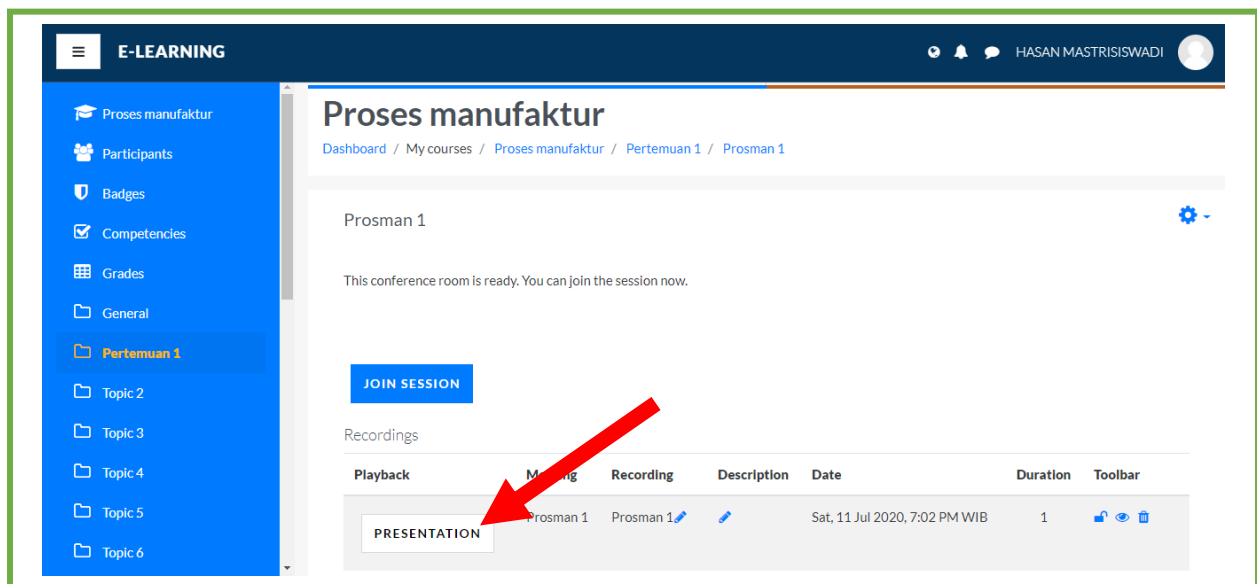 E-LEARNING
HASAN MASTRISISWADI
Proses manufaktur
Participants
Badges
Competencies
Grades
General
Pertemuan 1
Topic 2
Topic 3
Topic 4
Topic 5
Topic 6
Proses manufaktur
Dashboard / My courses / Proses manufaktur / Pertemuan 1 / Prosman 1
Prosman 1
This conference room is ready. You can join the session now.
JOIN SESSION
Recordings
Playback Recording Description Date Duration Toolbar
PRESENTATION Prosman 1 Prosman 1 Sat, 11 Jul 2020, 7:02 PM WIB 1